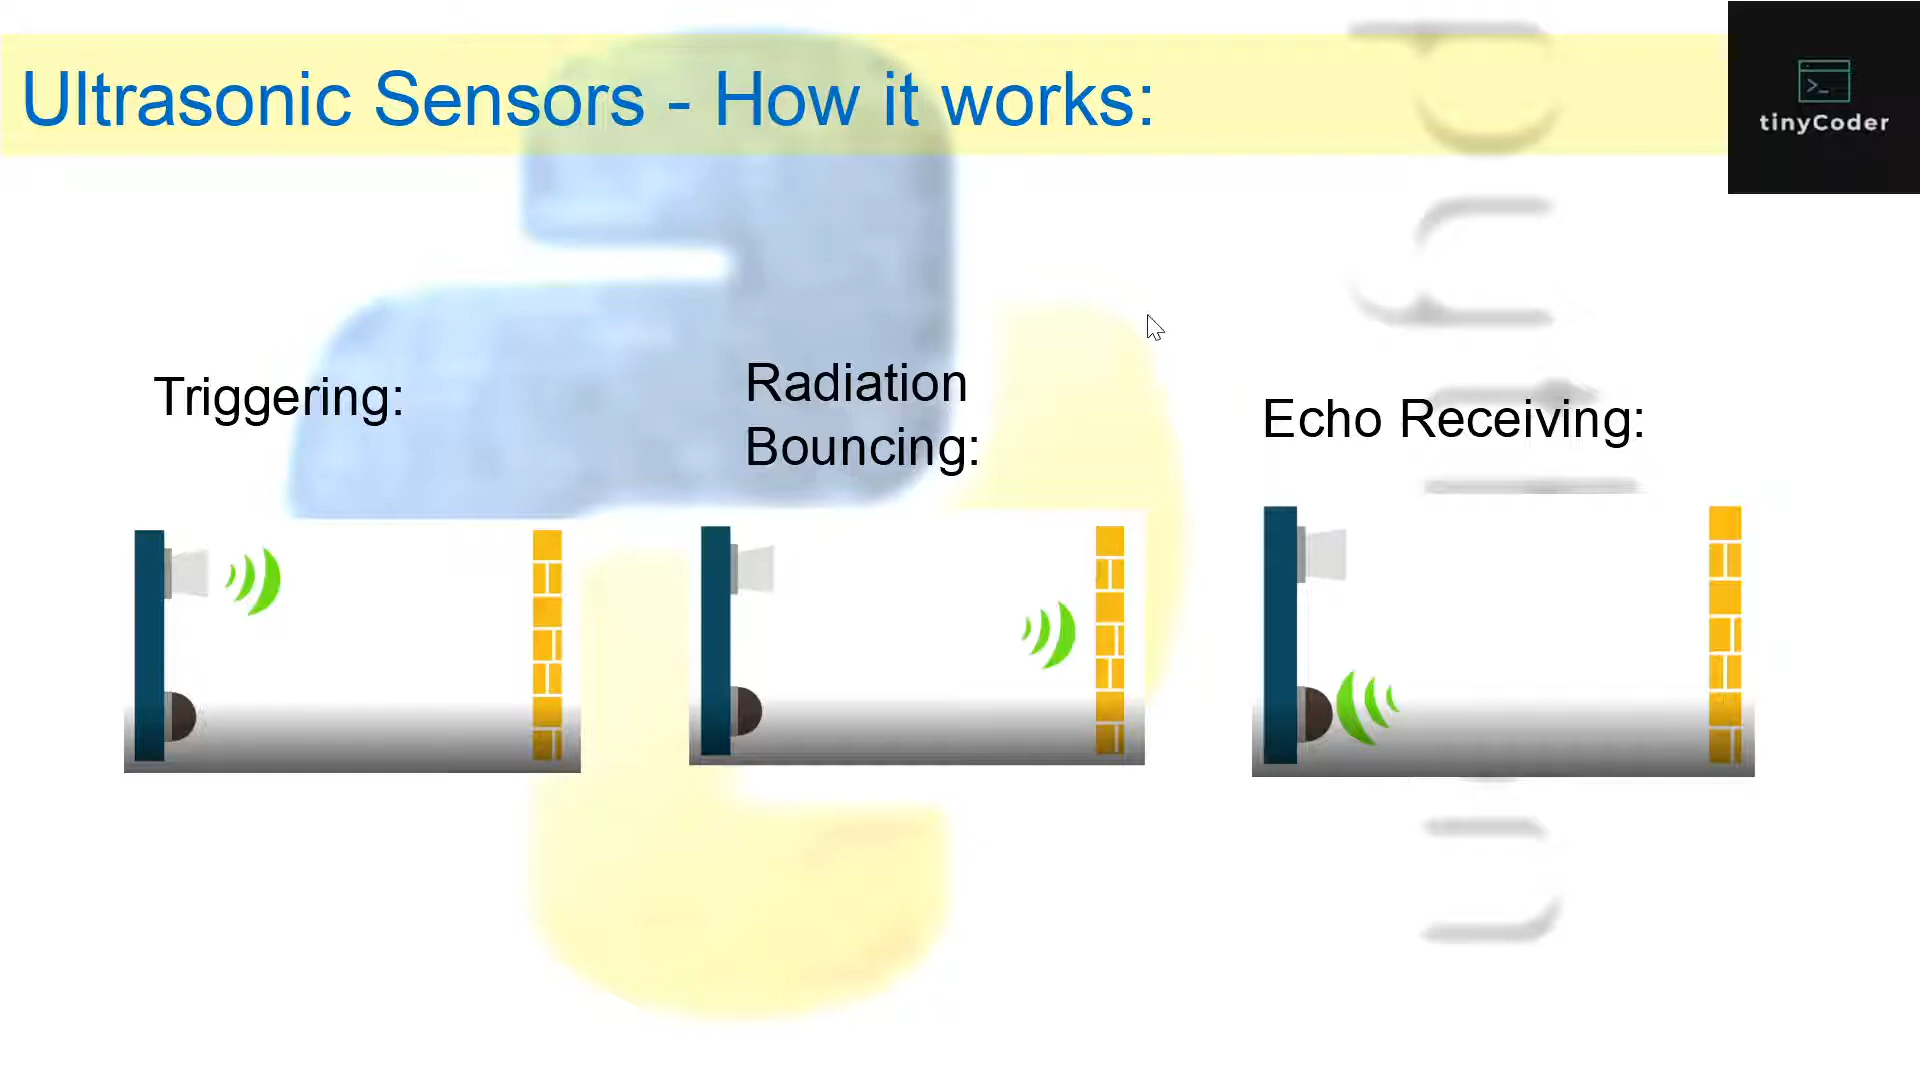 Ultrasonic Sensors - How it works:
>_
tinyCoder
Triggering:
Radiation
Bouncing:
Echo Receiving: